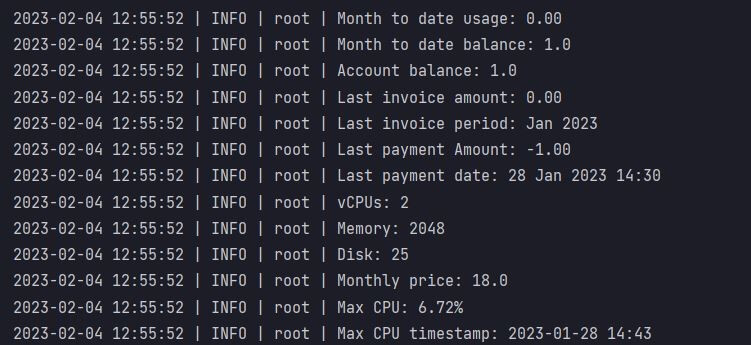 2023-02-04 12:55:52 | INFO | root | Month to date usage: 0.00
2023-02-04 12:55:52 | INFO | root | Month to date balance: 1.0
2023-02-04 12:55:52 | INFO | root | Account balance: 1.0
2023-02-04 12:55:52 | INFO | root | Last invoice amount: 0.00
2023-02-04 12:55:52 | INFO | root | Last invoice period: Jan 2023
2023-02-04 12:55:52 | INFO | root | Last payment Amount: -1.00
2023-02-04 12:55:52 | INFO | root | Last payment date: 28 Jan 2023 14:30
2023-02-04 12:55:52 | INFO | root | vCPUs: 2
2023-02-04 12:55:52 | INFO | root | Memory: 2048
2023-02-04 12:55:52 | INFO | root | Disk: 25
2023-02-04 12:55:52 | INFO | root | Monthly price: 18.0
2023-02-04 12:55:52 | INFO | root | Max CPU: 6.72%
2023-02-04 12:55:52 | INFO | root | Max CPU timestamp: 2023-01-28 14:43